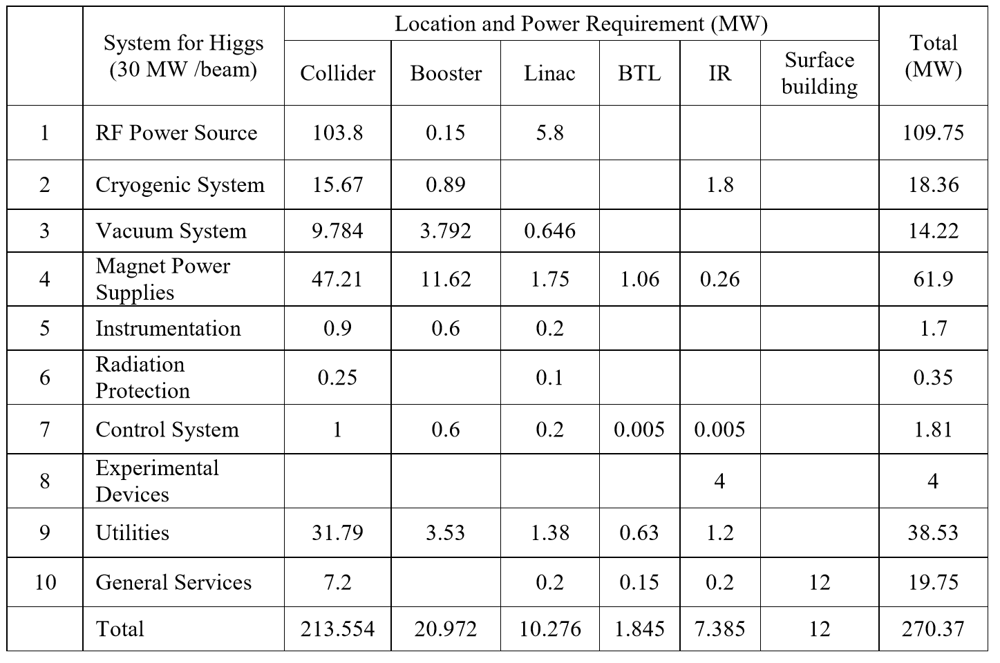 System for Higgs (30 MW /beam) Location and Power Requirement (MW) Total (MW)
Collider Booster Linac BTL IR Surface building
1 RF Power Source 103.8 0.15 5.8 109.75
2 Cryogenic System 15.67 0.89 1.8 18.36
3 Vacuum System 9.784 3.792 0.646 14.22
4 Magnet Power Supplies 47.21 11.62 1.75 1.06 0.26 61.9
5 Instrumentation 0.9 0.6 0.2 1.7
6 Radiation Protection 0.25 0.1 0.35
7 Control System 1 0.6 0.2 0.005 0.005 1.81
8 Experimental Devices 4 4
9 Utilities 31.79 3.53 1.38 0.63 1.2 38.53
10 General Services 7.2 0.2 0.15 0.2 12 19.75
Total 213.554 20.972 10.276 1.845 7.385 12 270.37